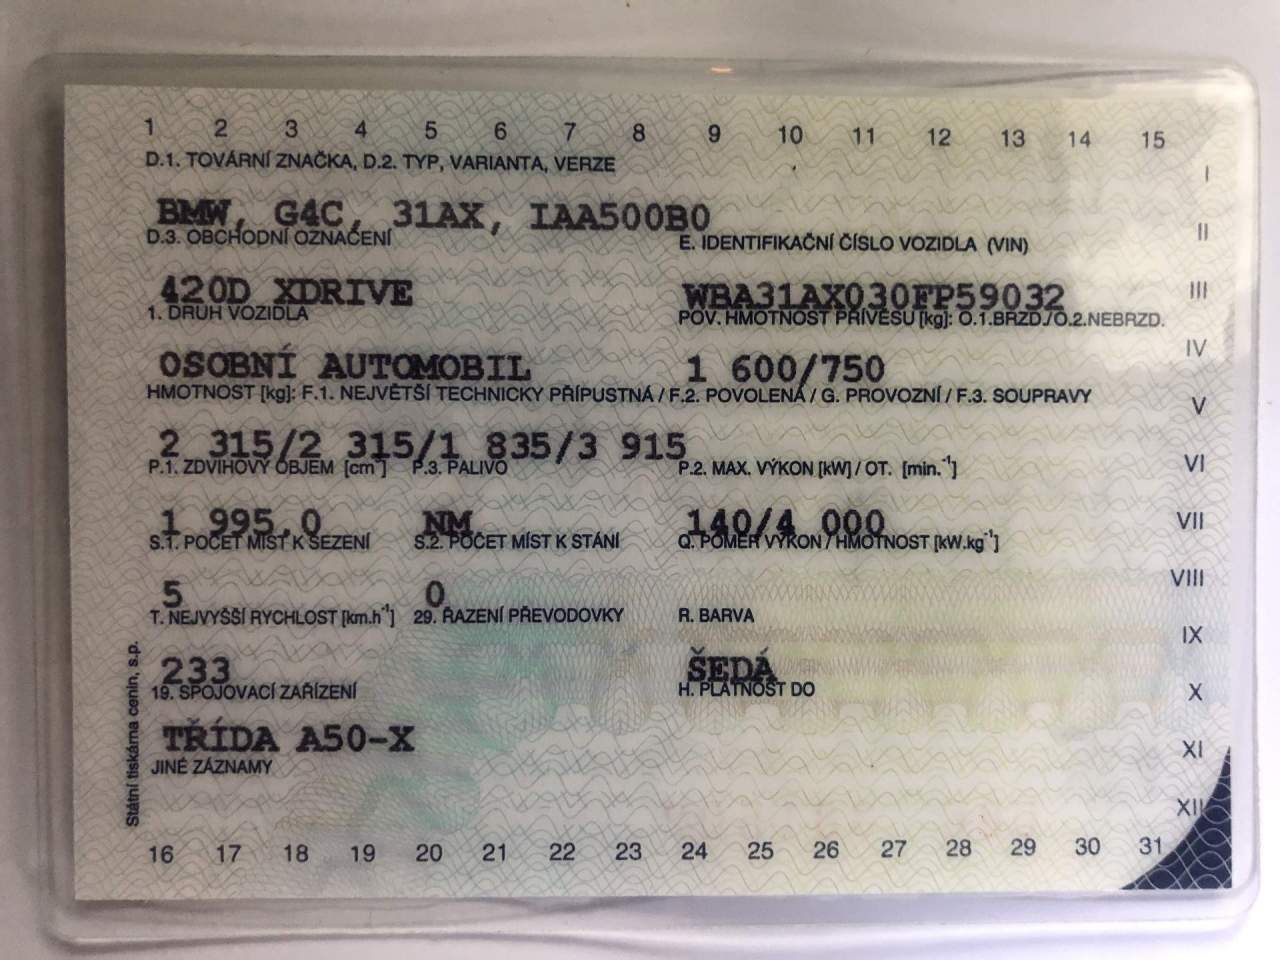 1 2 3 4 5 6 7 8 9 10 11 12 13 14 15
D.1. TOVÁRNÍ ZNAČKA, D.2. TYP, VARIANTA, VERZE
I
BMW, G4C, 31AX, IAA500B0
D.3. OBCHODNÍ OZNAČENÍ E. IDENTIFIKAČNÍ ČÍSLO VOZIDLA (VIN)
II
420D XDRIVE WBA31AX030FP59032
III
1. DRUH VOZIDLA POV. HMOTNOST PŘÍVĚSU [kg]: O.1.BRZD./O.2.NEBRZD.
IV
OSOBNÍ AUTOMOBIL 1 600/750
HMOTNOST [kg]: F.1. NEJVĚTŠÍ TECHNICKY PŘÍPUSTNÁ / F.2. POVOLENÁ / G. PROVOZNÍ / F.3. SOUPRAVY
V
2 315/2 315/1 835/3 915
P.1. ZDVIHOVÝ OBJEM [cm³] P.3. PALIVO P.2. MAX. VÝKON [kW] / OT. [min.⁻¹]
VI
1 995,0 NM 140/4 000
VII
S.1. POČET MÍST K SEZENÍ S.2. POČET MÍST K STÁNÍ Q. POMĚR VÝKON / HMOTNOST [kW.kg⁻¹]
VIII
5 0
T. NEJVYŠŠÍ RYCHLOST [km.h⁻¹] 29. ŘAZENÍ PŘEVODOVKY R. BARVA
IX
233 ŠEDÁ
19. SPOJOVACÍ ZAŘÍZENÍ H. PLATNOST DO
X
TŘÍDA A50-X
XI
JINÉ ZÁZNAMY
XII
Státní tiskárna cenin, s.p.
16 17 18 19 20 21 22 23 24 25 26 27 28 29 30 31